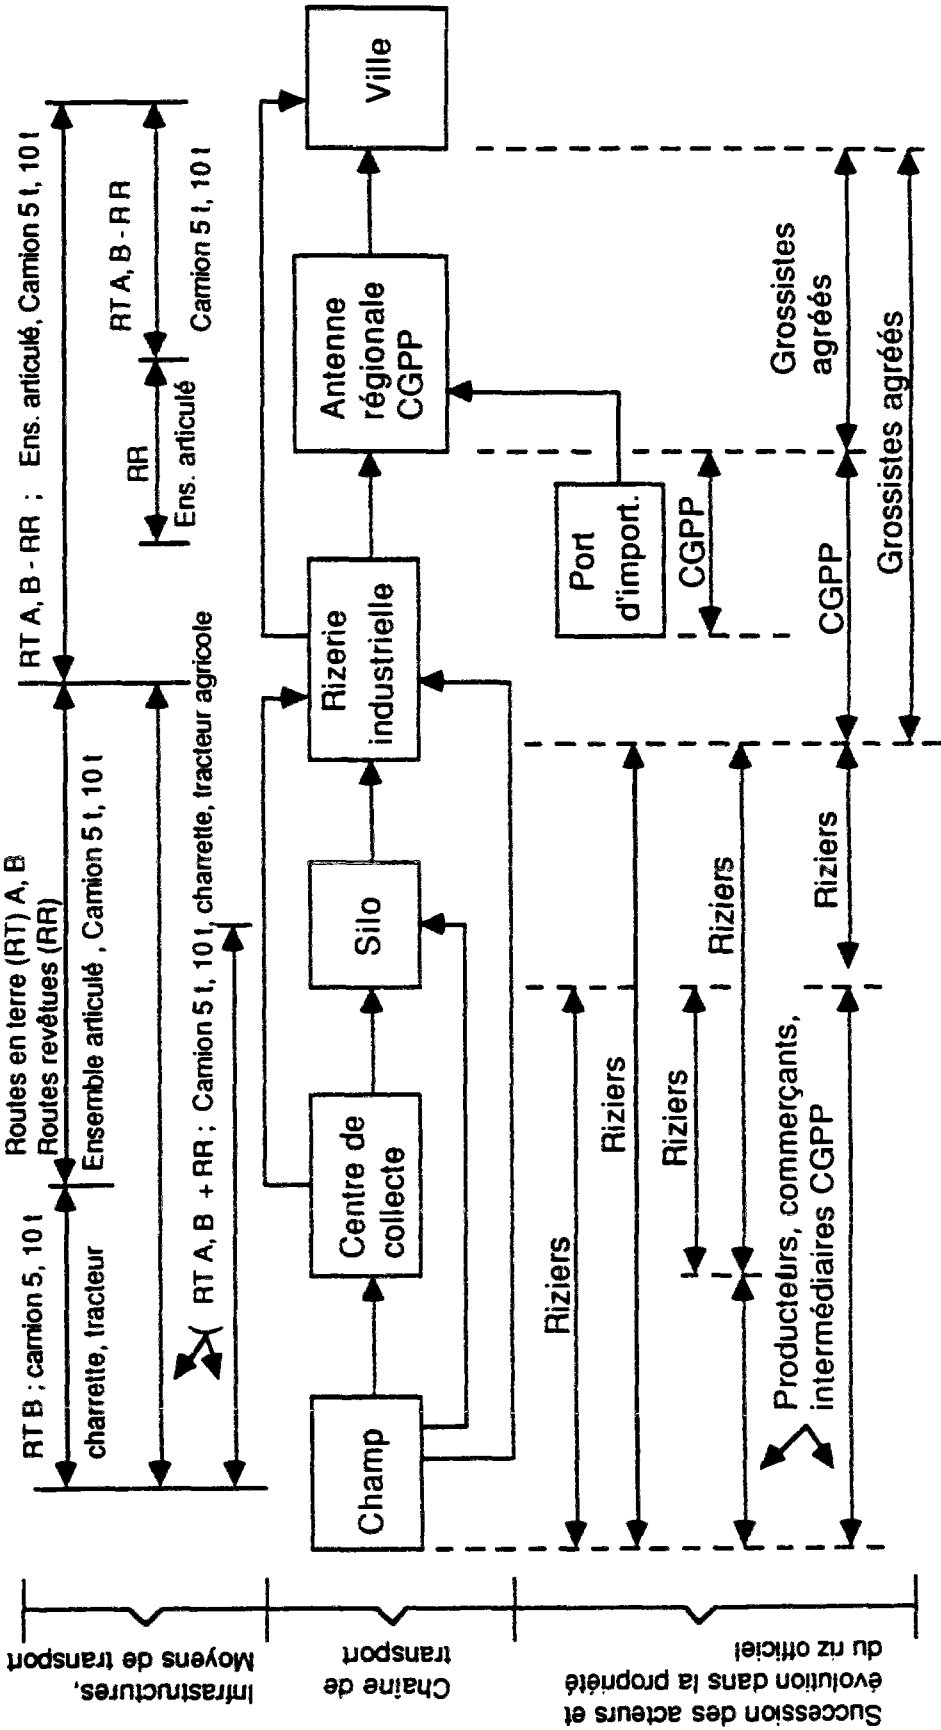 Infrastructures,
Moyens de transport
RT B ; camion 5, 10 t
charrette, tracteur
Routes en terre (RT) A, B
Routes revêtues (RR)
Ensemble articulé , Camion 5 t, 10 t
RT A, B - RR ; Ens. articulé, Camion 5 t, 10 t
RR
Ens. articulé
RT A, B - RR
Camion 5 t, 10 t
( RT A, B + RR ; Camion 5 t, 10 t, charrette, tracteur agricole
Chaîne de
transport
Champ
Centre de
collecte
Silo
Rizerie
industrielle
Antenne
régionale
CGPP
Ville
Port
d'import.
Succession des acteurs et
évolution dans la propriété
du riz officiel
Riziers
Riziers
Riziers
Riziers
Producteurs, commerçants,
intermédiaires CGPP
Riziers
CGPP
CGPP
Grossistes
agréés
Grossistes agréés